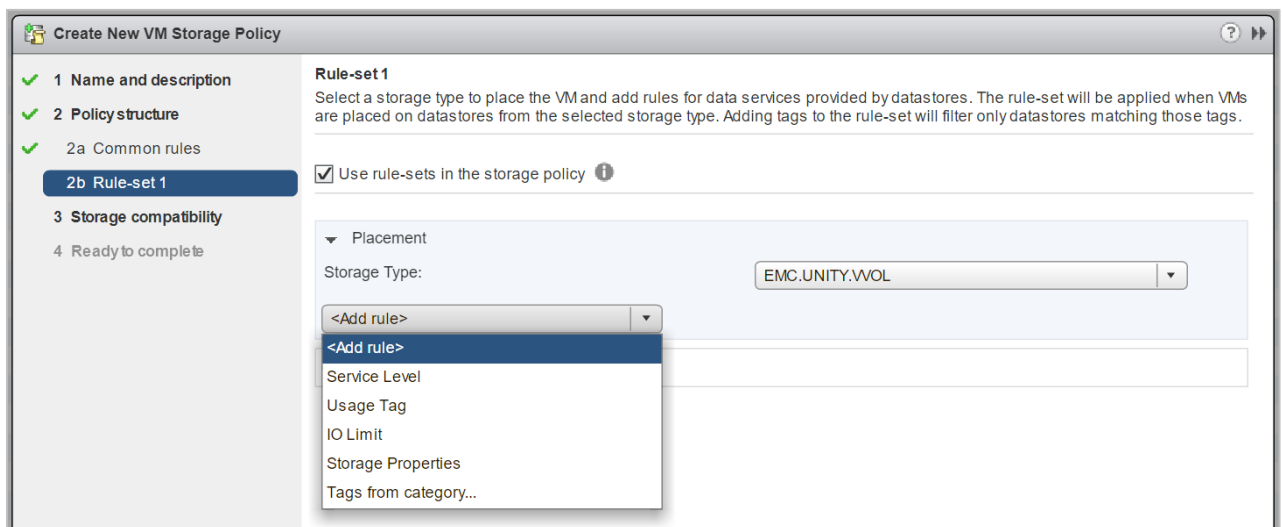 Create New VM Storage Policy
?
1 Name and description
2 Policy structure
2a Common rules
2b Rule-set 1
3 Storage compatibility
4 Ready to complete
Rule-set 1
Select a storage type to place the VM and add rules for data services provided by datastores. The rule-set will be applied when VMs
are placed on datastores from the selected storage type. Adding tags to the rule-set will filter only datastores matching those tags.
Use rule-sets in the storage policy
Placement
Storage Type:
EMC.UNITY.VVOL
<Add rule>
<Add rule>
Service Level
Usage Tag
IO Limit
Storage Properties
Tags from category...